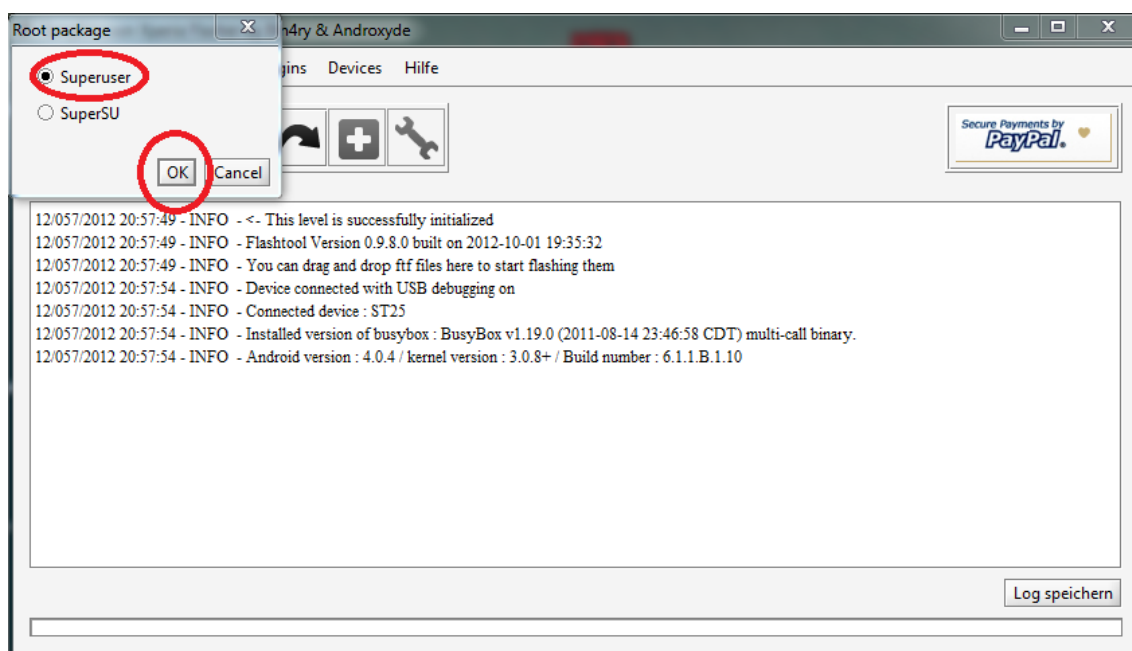 Root package
n4ry & Androxyde
Superuser
SuperSU
OK
Cancel
Devices
Hilfe
Secure Payments by
PayPal.
12/057/2012 20:57:49 - INFO - <- This level is successfully initialized
12/057/2012 20:57:49 - INFO - Flashtool Version 0.9.8.0 built on 2012-10-01 19:35:32
12/057/2012 20:57:49 - INFO - You can drag and drop ftf files here to start flashing them
12/057/2012 20:57:54 - INFO - Device connected with USB debugging on
12/057/2012 20:57:54 - INFO - Connected device : ST25
12/057/2012 20:57:54 - INFO - Installed version of busybox : BusyBox v1.19.0 (2011-08-14 23:46:58 CDT) multi-call binary.
12/057/2012 20:57:54 - INFO - Android version : 4.0.4 / kernel version : 3.0.8+ / Build number : 6.1.1.B.1.10
Log speichern